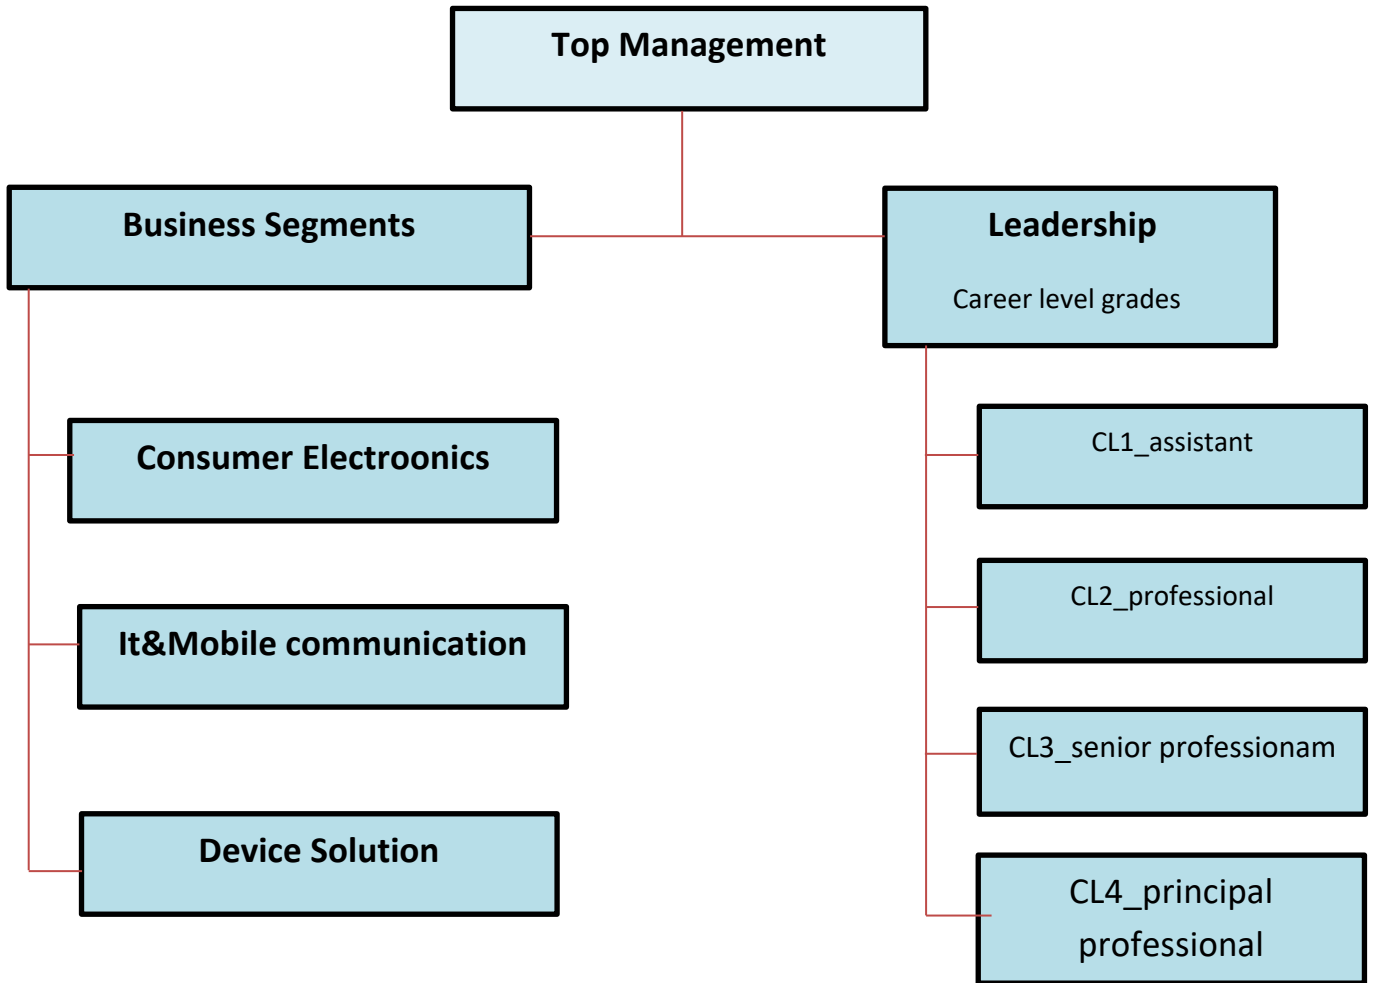 Top Management
Business Segments
Leadership
Career level grades
Consumer Electroonics
It&Mobile communication
Device Solution
CL1_assistant
CL2_professional
CL3_senior professionam
CL4_principal
professional